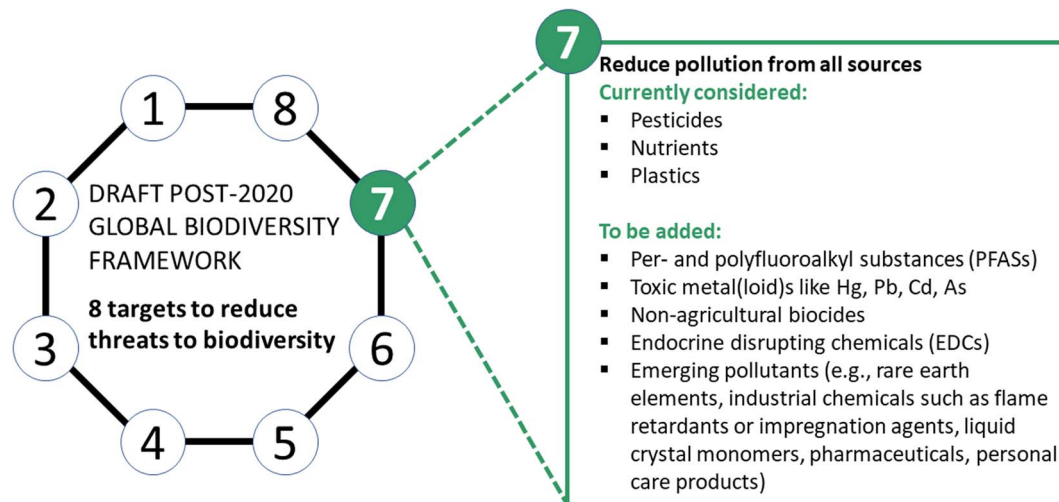 1
8
2
7
DRAFT POST-2020
GLOBAL BIODIVERSITY
FRAMEWORK
8 targets to reduce
threats to biodiversity
3
6
4
5
7
Reduce pollution from all sources
Currently considered:
▪ Pesticides
▪ Nutrients
▪ Plastics
To be added:
▪ Per- and polyfluoroalkyl substances (PFASs)
▪ Toxic metal(loid)s like Hg, Pb, Cd, As
▪ Non-agricultural biocides
▪ Endocrine disrupting chemicals (EDCs)
▪ Emerging pollutants (e.g., rare earth
elements, industrial chemicals such as flame
retardants or impregnation agents, liquid
crystal monomers, pharmaceuticals, personal
care products)